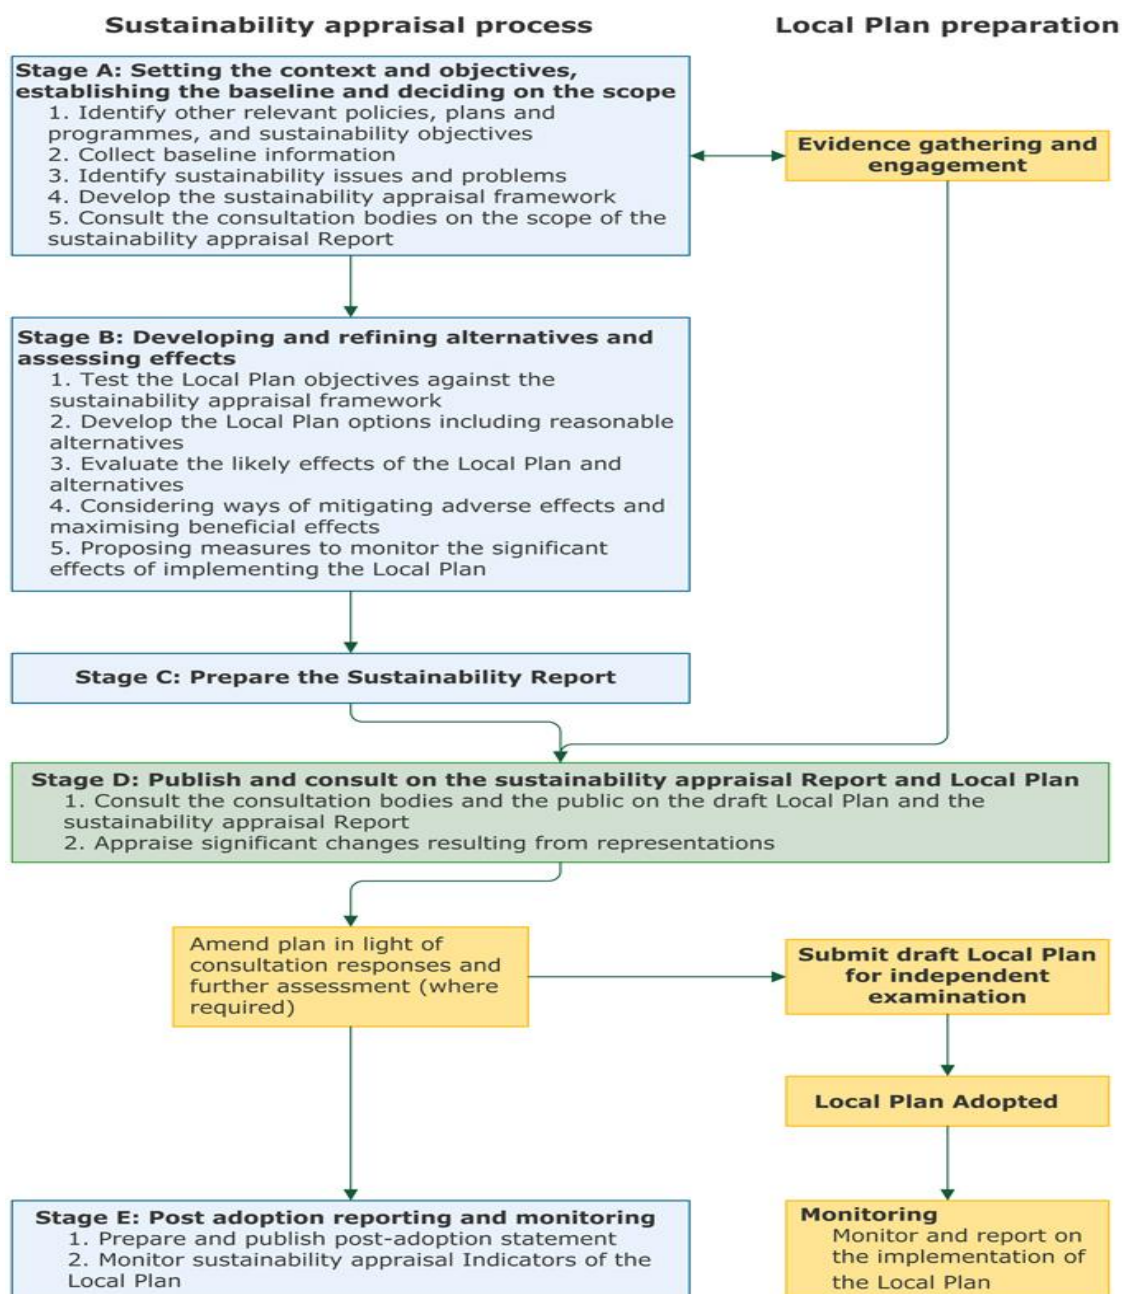 Sustainability appraisal process
Local Plan preparation
Stage A: Setting the context and objectives,
establishing the baseline and deciding on the scope
1. Identify other relevant policies, plans and
programmes, and sustainability objectives
2. Collect baseline information
3. Identify sustainability issues and problems
4. Develop the sustainability appraisal framework
5. Consult the consultation bodies on the scope of the
sustainability appraisal Report
Evidence gathering and
engagement
Stage B: Developing and refining alternatives and
assessing effects
1. Test the Local Plan objectives against the
sustainability appraisal framework
2. Develop the Local Plan options including reasonable
alternatives
3. Evaluate the likely effects of the Local Plan and
alternatives
4. Considering ways of mitigating adverse effects and
maximising beneficial effects
5. Proposing measures to monitor the significant
effects of implementing the Local Plan
Stage C: Prepare the Sustainability Report
Stage D: Publish and consult on the sustainability appraisal Report and Local Plan
1. Consult the consultation bodies and the public on the draft Local Plan and the
sustainability appraisal Report
2. Appraise significant changes resulting from representations
Amend plan in light of
consultation responses and
further assessment (where
required)
Submit draft Local Plan
for independent
examination
Local Plan Adopted
Stage E: Post adoption reporting and monitoring
1. Prepare and publish post-adoption statement
2. Monitor sustainability appraisal Indicators of the
Local Plan
Monitoring
Monitor and report on
the implementation of
the Local Plan